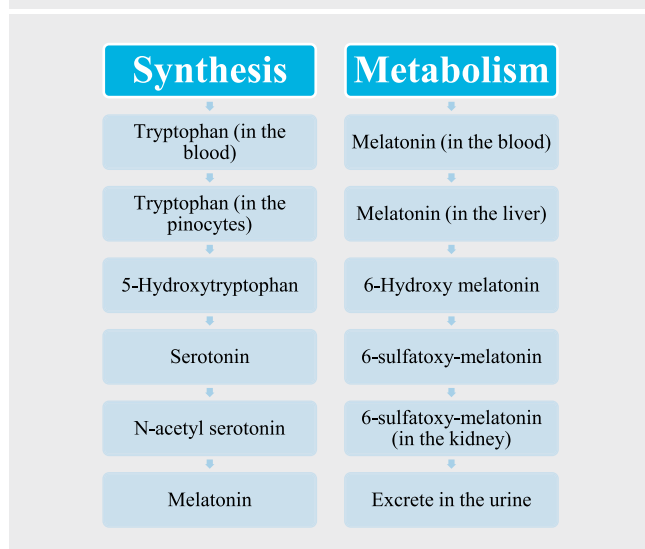 Synthesis
Tryptophan (in the
blood)
Tryptophan (in the
pinocytes)
5-Hydroxytryptophan
Serotonin
N-acetyl serotonin
Melatonin
Metabolism
Melatonin (in the blood)
Melatonin (in the liver)
6-Hydroxy melatonin
6-sulfatoxy-melatonin
6-sulfatoxy-melatonin
(in the kidney)
Excrete in the urine